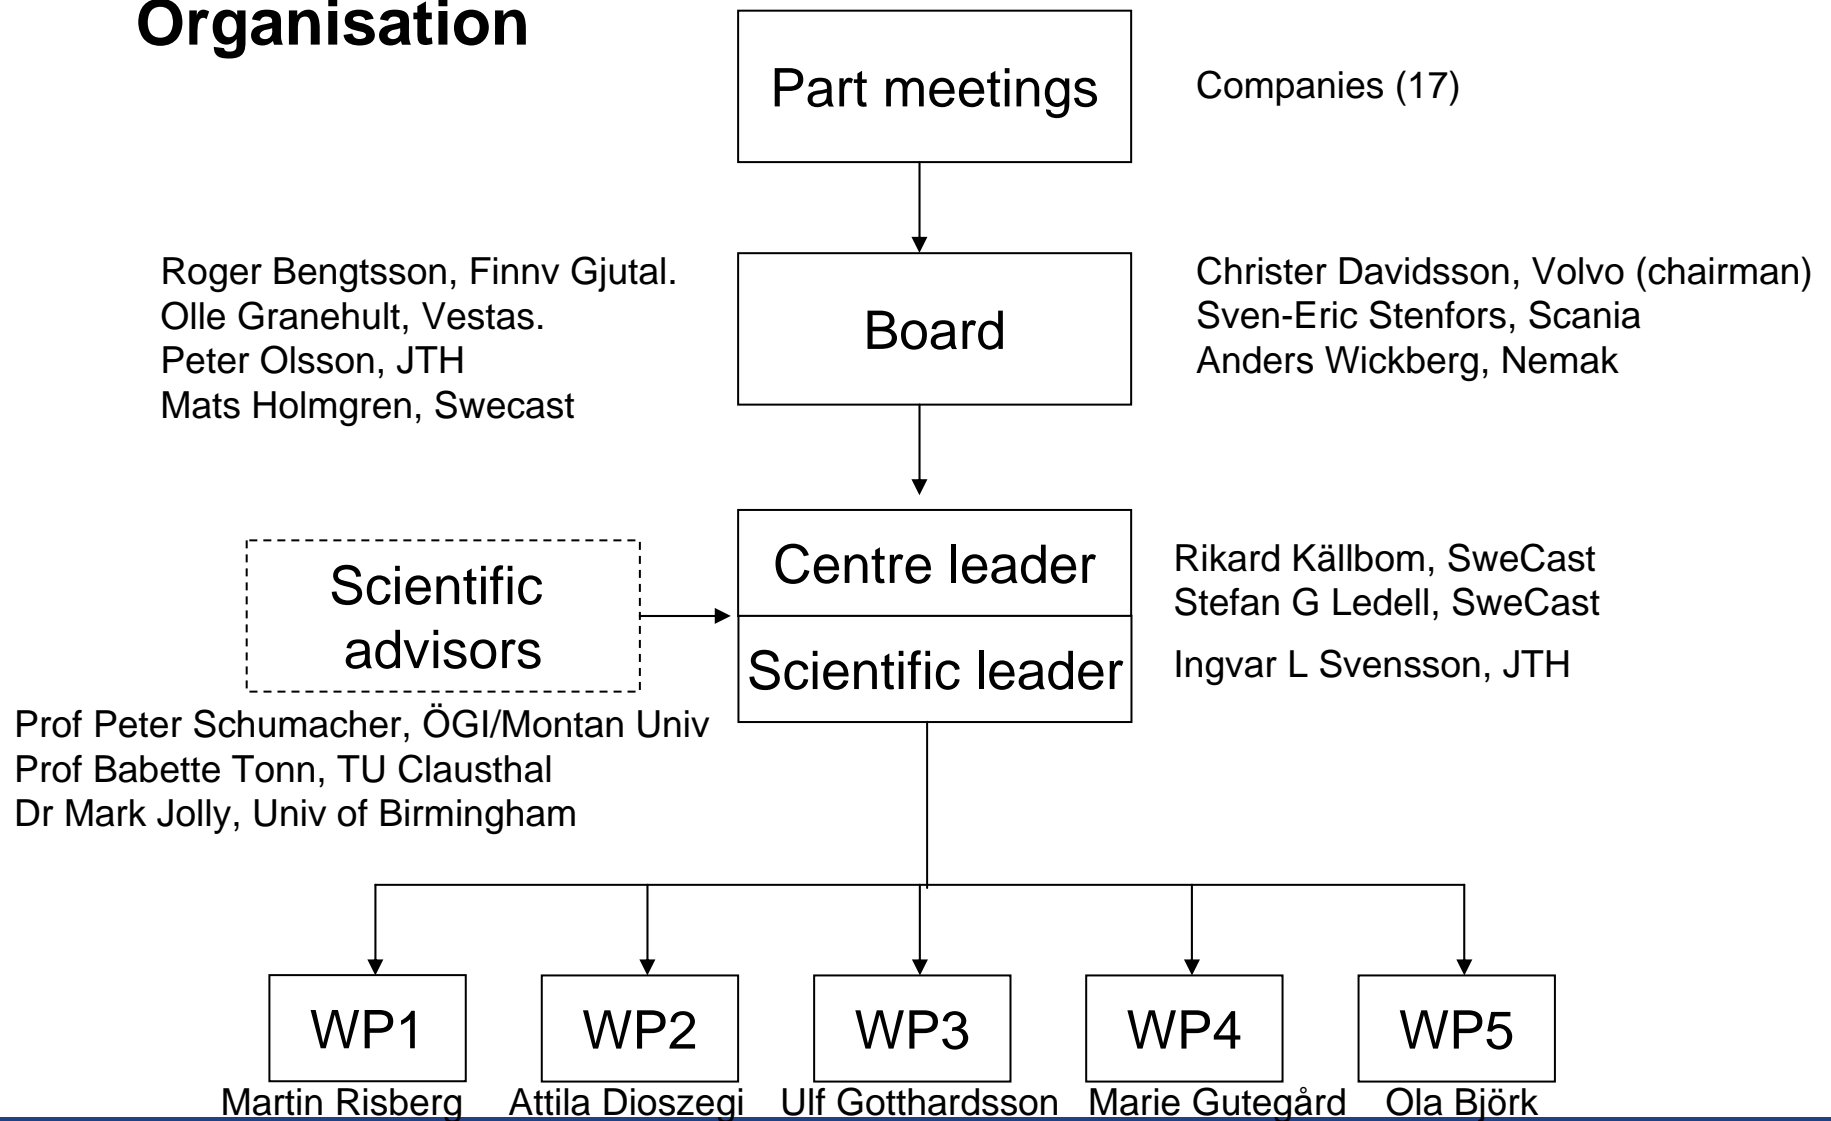 Organisation
Part meetings
Companies (17)
Roger Bengtsson, Finnv Gjutal.
Olle Granehult, Vestas.
Peter Olsson, JTH
Mats Holmgren, Swecast
Board
Christer Davidsson, Volvo (chairman)
Sven-Eric Stenfors, Scania
Anders Wickberg, Nemak
Scientific
advisors
Centre leader
Rikard Källbom, SweCast
Stefan G Ledell, SweCast
Scientific leader
Ingvar L Svensson, JTH
Prof Peter Schumacher, ÖGI/Montan Univ
Prof Babette Tonn, TU Clausthal
Dr Mark Jolly, Univ of Birmingham
WP1
WP2
WP3
WP4
WP5
Martin Risberg
Attila Dioszegi
Ulf Gotthardsson
Marie Gutegård
Ola Björk